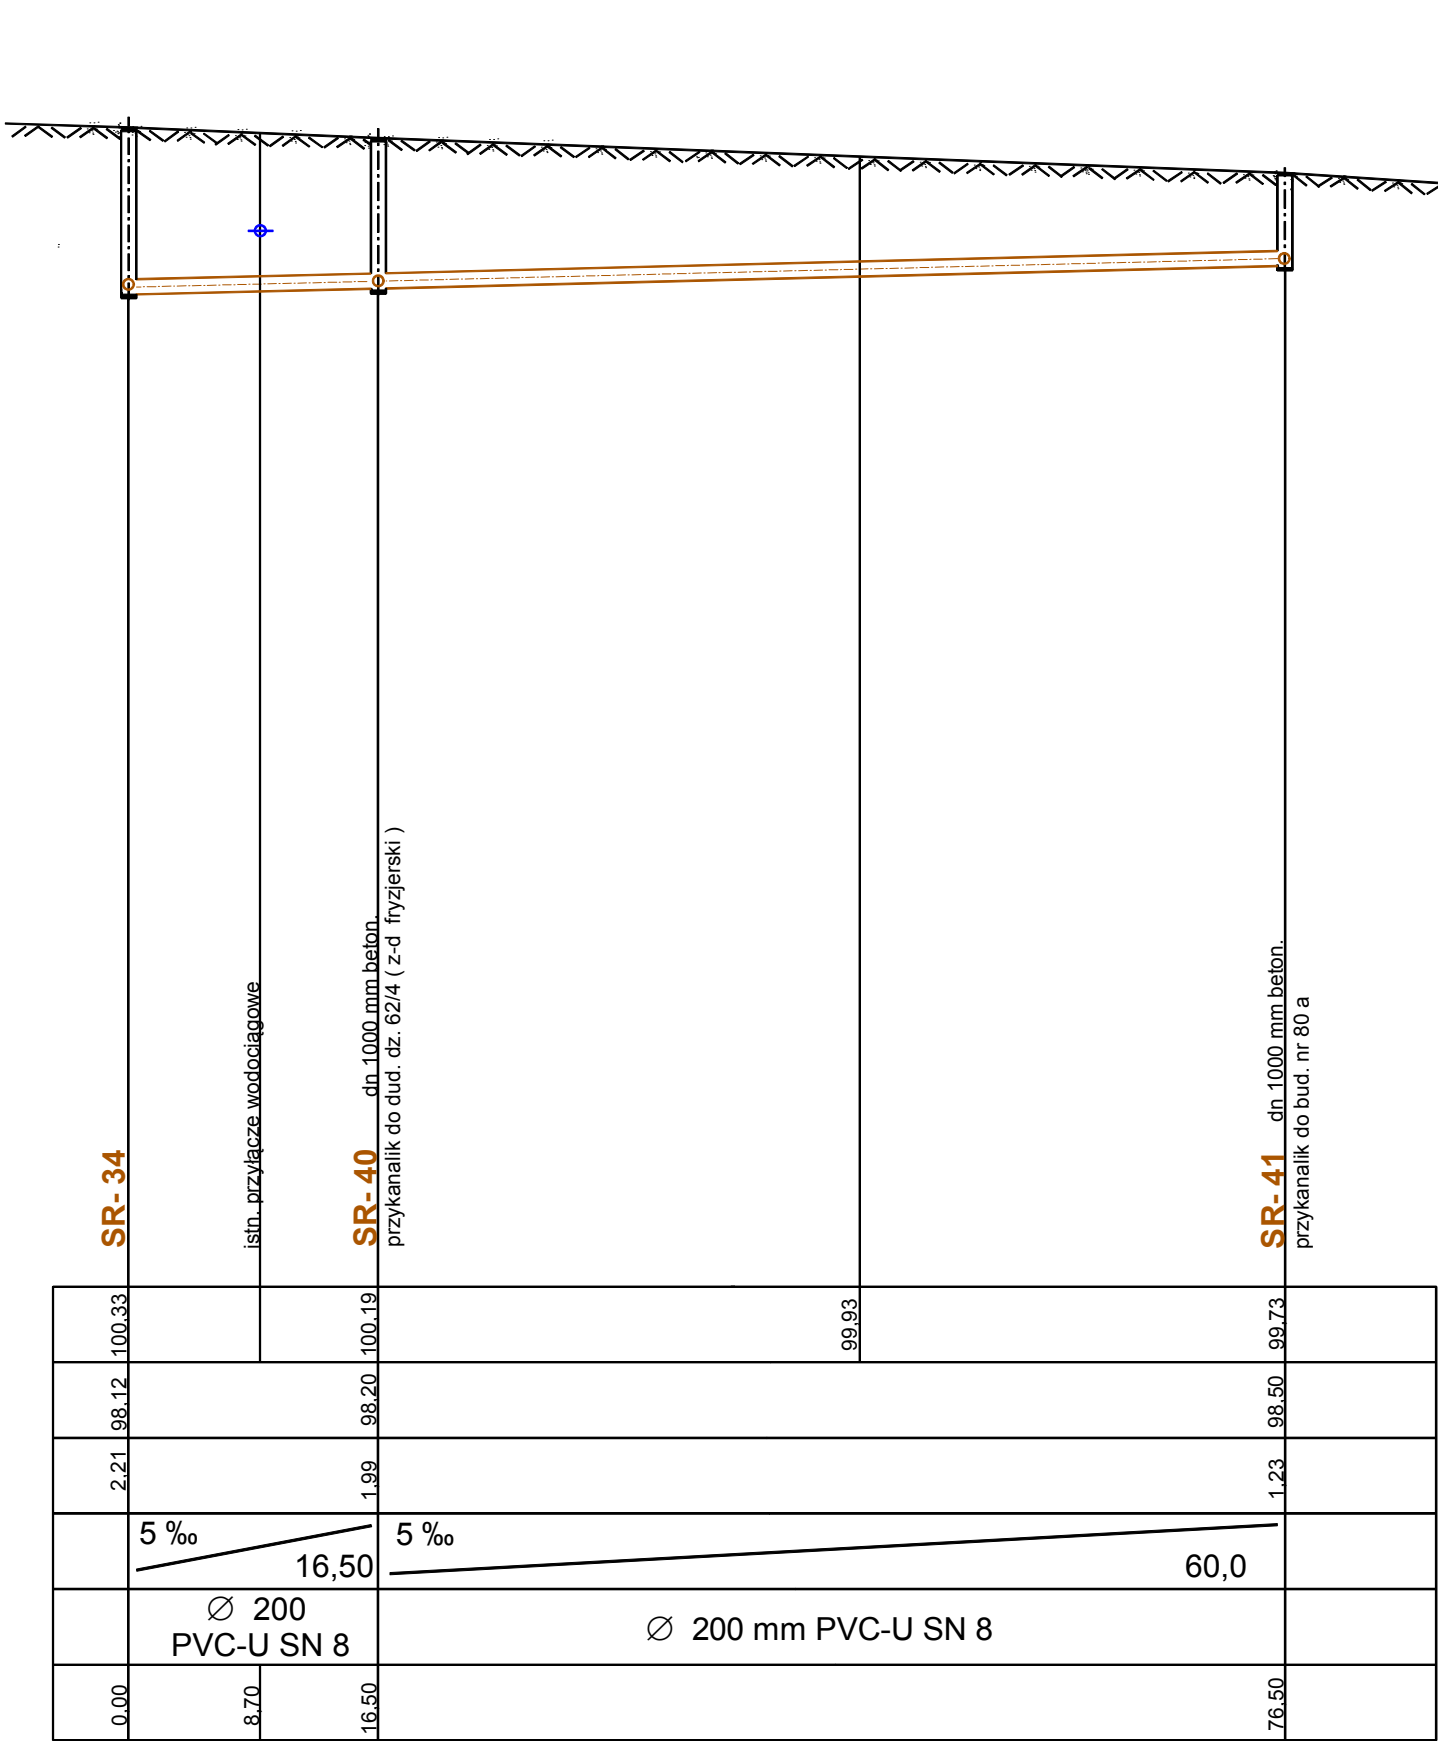 SR- 34
istn. przyłącze wodociągowe
SR- 40
dn 1000 mm beton.
przykanalik do dud. dz. 62/4 ( z-d fryzjerski )
SR- 41
dn 1000 mm beton.
przykanalik do bud. nr 80 a
100,33
100,19
99,93
99,73
98,12
98,20
98,50
2,21
1,99
1,23
5 ‰
16,50
5 ‰
60,0
∅ 200
PVC-U SN 8
∅ 200 mm PVC-U SN 8
0,00
8,70
16,50
76,50